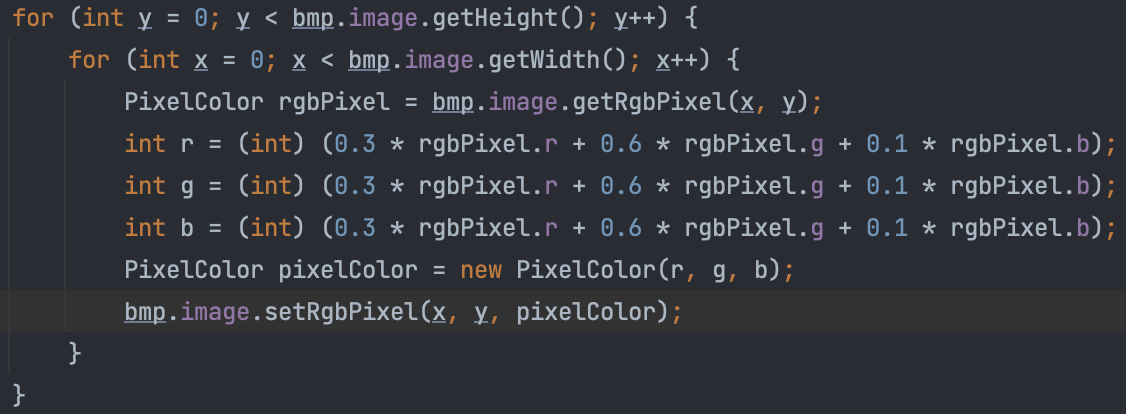 for (int y = 0; y < bmp.image.getHeight(); y++) {
    for (int x = 0; x < bmp.image.getWidth(); x++) {
        PixelColor rgbPixel = bmp.image.getRgbPixel(x, y);
        int r = (int) (0.3 * rgbPixel.r + 0.6 * rgbPixel.g + 0.1 * rgbPixel.b);
        int g = (int) (0.3 * rgbPixel.r + 0.6 * rgbPixel.g + 0.1 * rgbPixel.b);
        int b = (int) (0.3 * rgbPixel.r + 0.6 * rgbPixel.g + 0.1 * rgbPixel.b);
        PixelColor pixelColor = new PixelColor(r, g, b);
        bmp.image.setRgbPixel(x, y, pixelColor);
    }
}